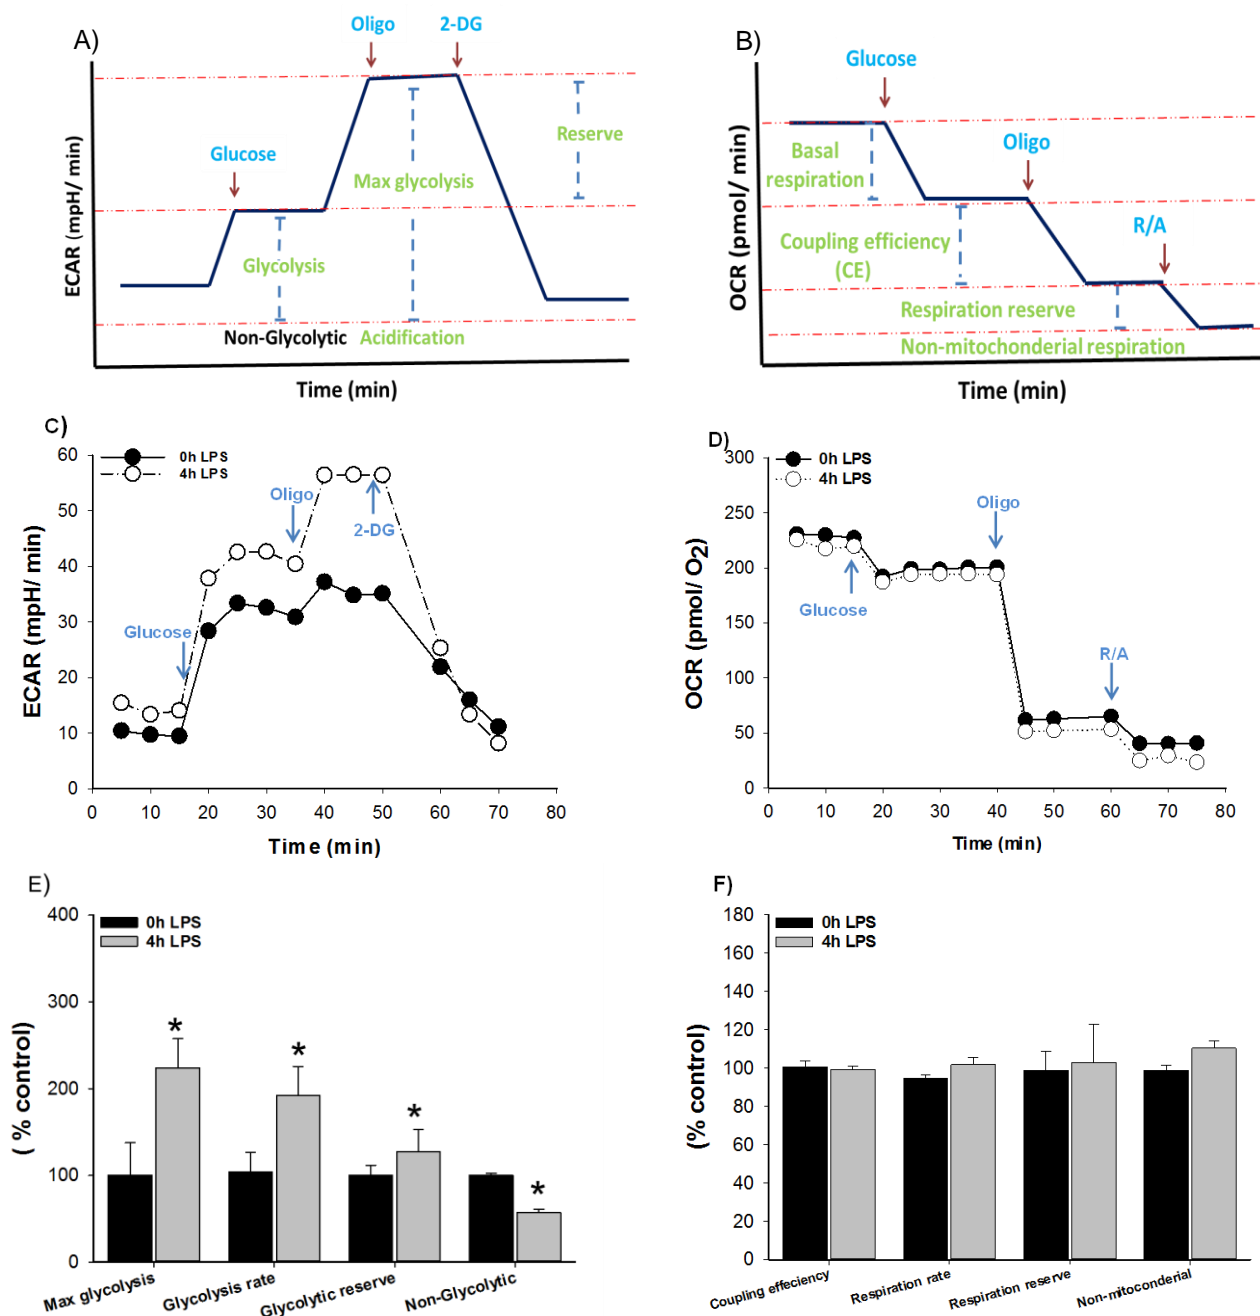 A)
Oligo
2-DG
Glucose
Reserve
Max glycolysis
Glycolysis
Non-Glycolytic Acidification
ECAR (mpH/ min)
Time (min)
B)
Glucose
Oligo
Basal
respiration
R/A
Coupling efficiency
(CE)
Respiration reserve
Non-mitochonderial respiration
OCR (pmol/ min)
Time (min)
C)
0h LPS
4h LPS
60
50
40
30
20
10
0
Oligo
2-DG
Glucose
ECAR (mpH/ min)
0 10 20 30 40 50 60 70 80
Time (min)
D)
0h LPS
4h LPS
300
250
200
150
100
50
0
Oligo
Glucose
R/A
OCR (pmol/ O2)
0 10 20 30 40 50 60 70 80
Time (min)
E)
0h LPS
4h LPS
400
300
200
100
0
* * * *
( % control)
Max glycolysis
Glycolysis rate
Glycolytic reserve
Non-Glycolytic
F)
0h LPS
4h LPS
180
160
140
120
100
80
60
40
20
0
(% control)
Coupling effeciency
Respiration rate
Respiration reserve
Non-mitoconderial